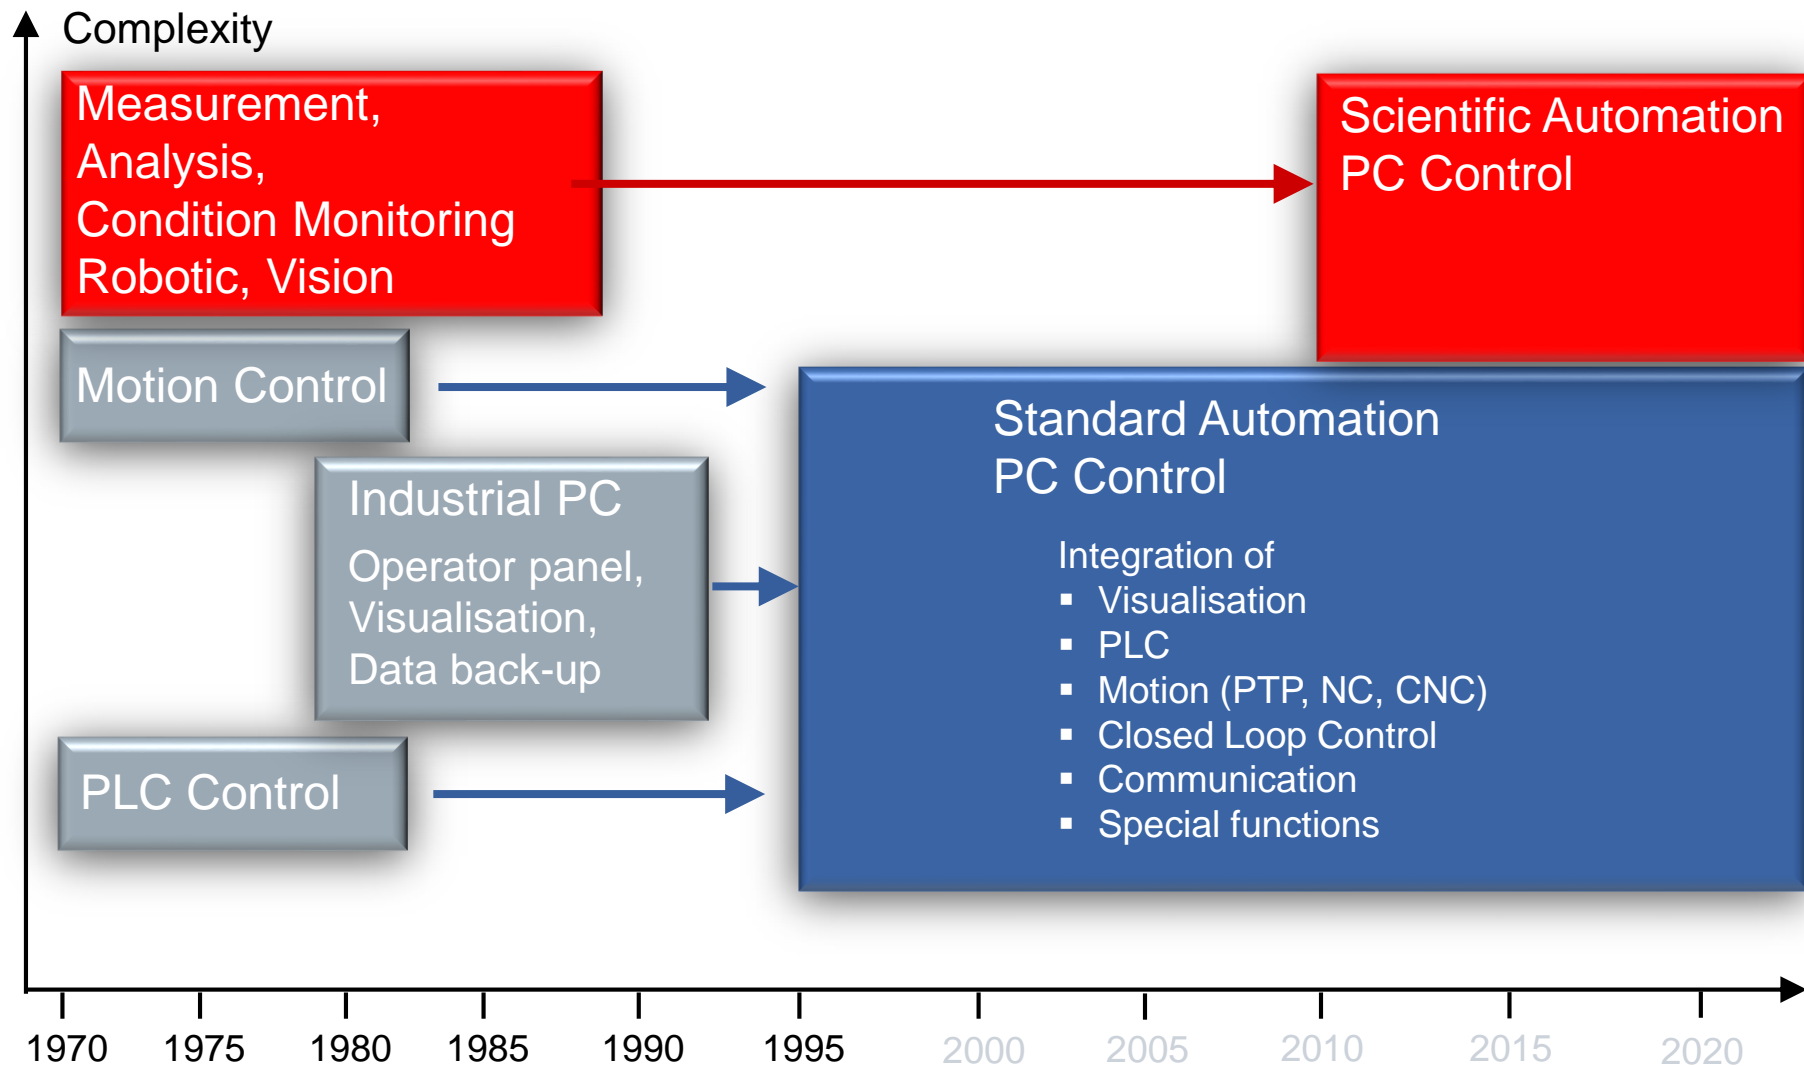 Complexity
Measurement,
Analysis,
Condition Monitoring
Robotic, Vision
Scientific Automation
PC Control
Motion Control
Industrial PC
Operator panel,
Visualisation,
Data back-up
PLC Control
Standard Automation
PC Control
Integration of
▪ Visualisation
▪ PLC
▪ Motion (PTP, NC, CNC)
▪ Closed Loop Control
▪ Communication
▪ Special functions
1970 1975 1980 1985 1990 1995 2000 2005 2010 2015 2020